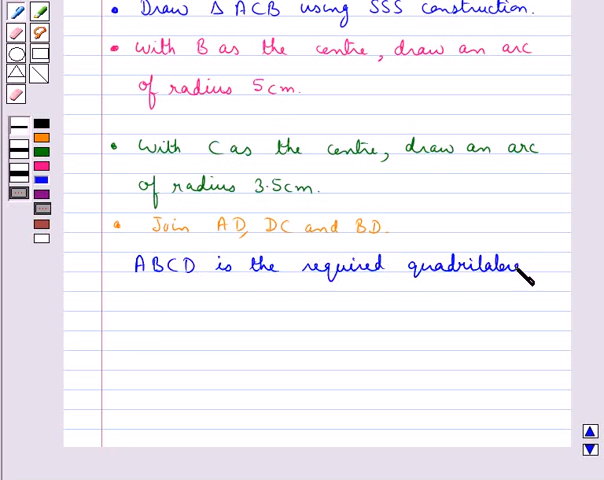 • Draw Δ ACB using SSS construction.
• With B as the centre, draw an arc
of radius 5cm.
• With C as the centre, draw an arc
of radius 3.5cm.
• Join AD, DC and BD.
ABCD is the required quadrilatere